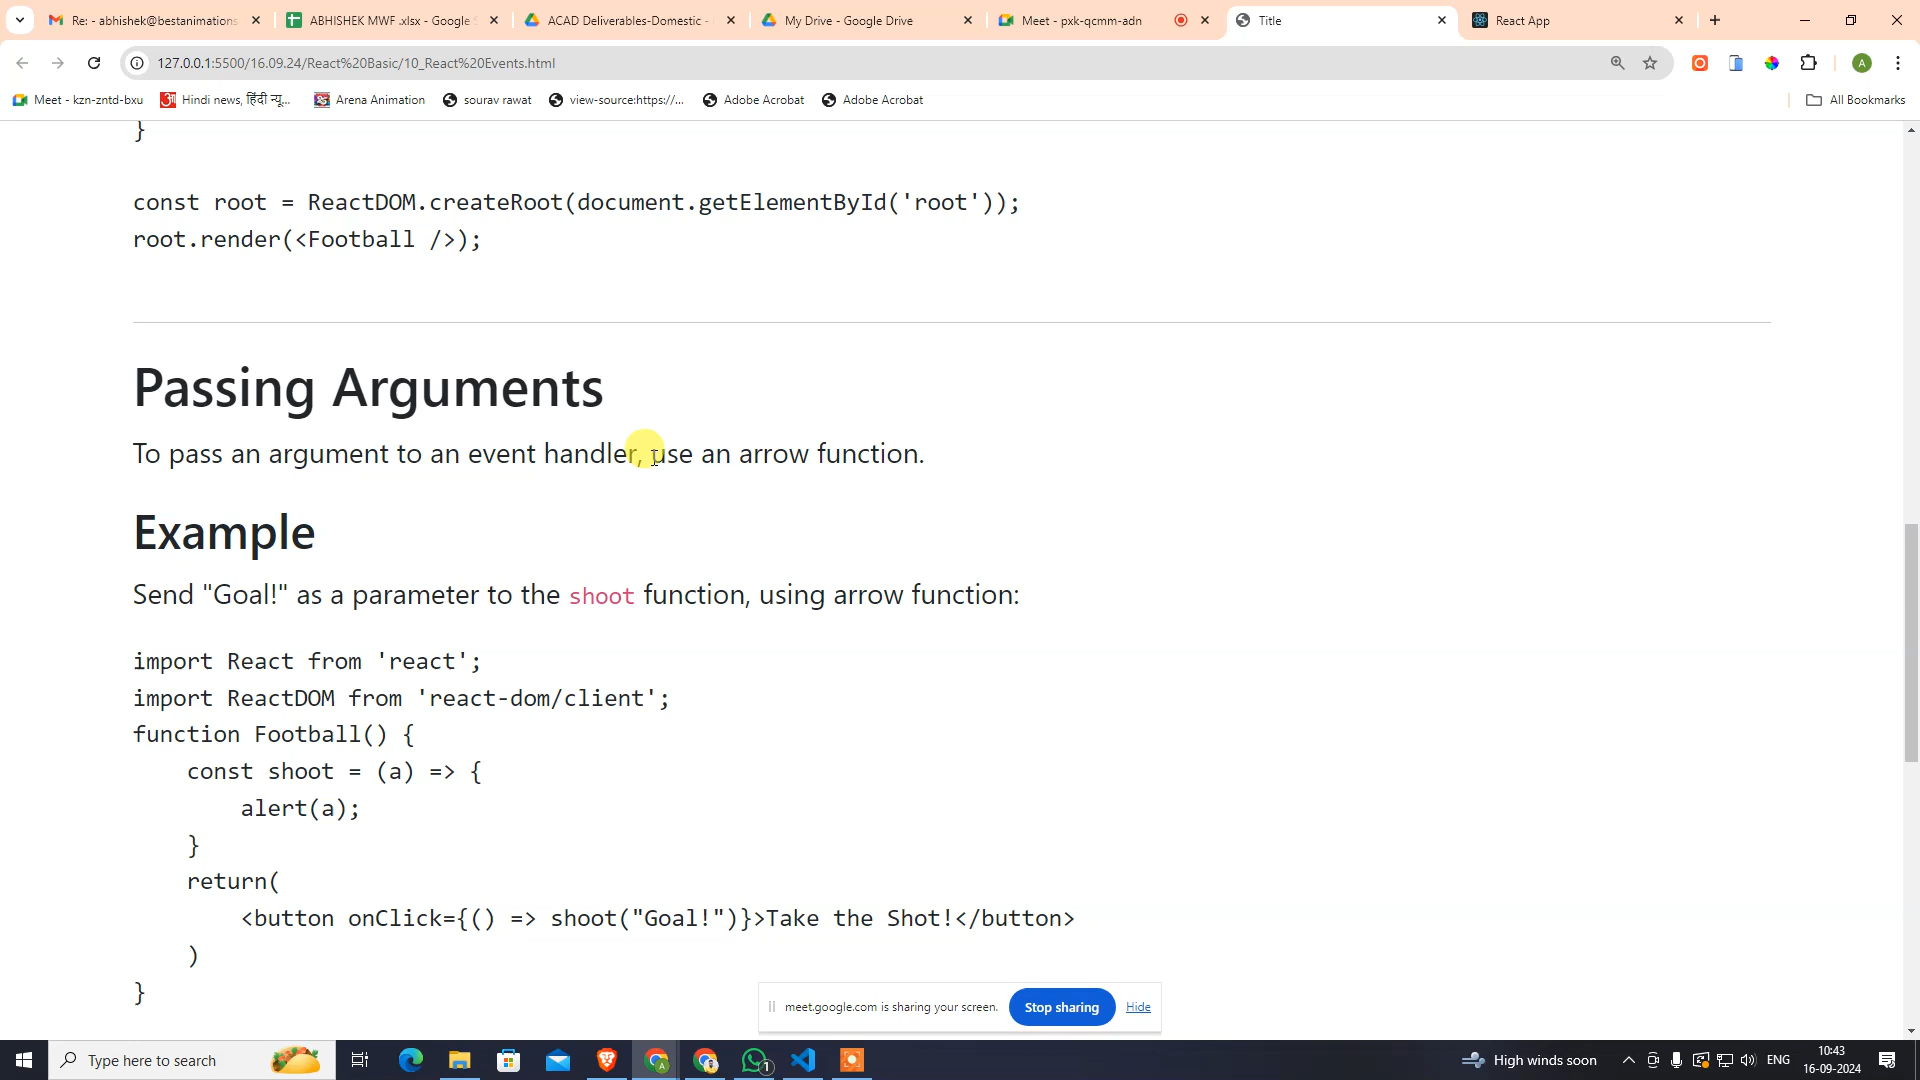 Re: - abhishek@bestanimations
ABHISHEK MWF .xlsx - Google S
ACAD Deliverables-Domestic -
My Drive - Google Drive
Meet - pxk-qcmm-adn
Title
React App
127.0.0.1:5500/16.09.24/React%20Basic/10_React%20Events.html
A
Meet - kzn-zntd-bxu
Hindi news, हिंदी न्यू...
Arena Animation
sourav rawat
view-source:https://...
Adobe Acrobat
Adobe Acrobat
All Bookmarks
}
const root = ReactDOM.createRoot(document.getElementById('root'));
root.render(<Football />);
Passing Arguments
To pass an argument to an event handler, use an arrow function.
Example
Send "Goal!" as a parameter to the shoot function, using arrow function:
import React from 'react';
import ReactDOM from 'react-dom/client';
function Football() {
const shoot = (a) => {
alert(a);
}
return(
<button onClick={() => shoot("Goal!")}>Take the Shot!</button>
)
}
meet.google.com is sharing your screen.
Stop sharing
Hide
Type here to search
High winds soon
ENG
10:43
16-09-2024